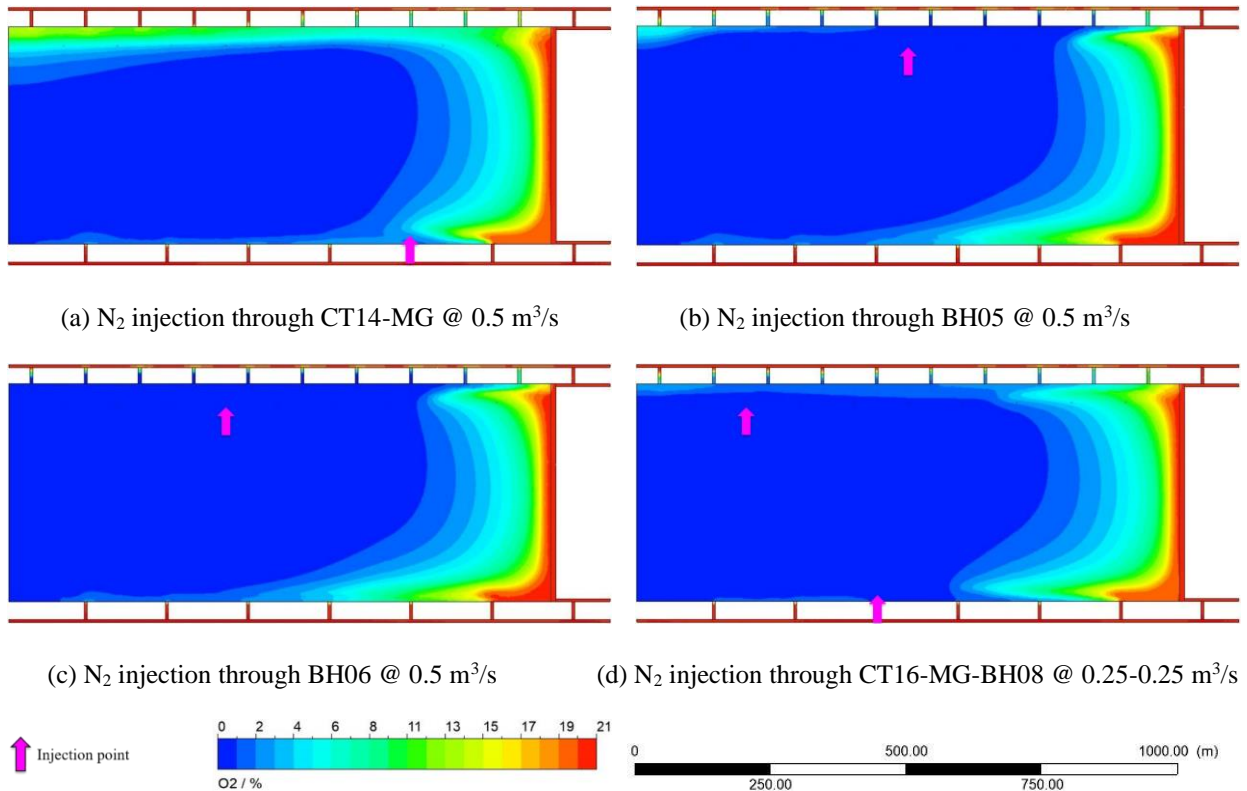 (a) N₂ injection through CT14-MG @ 0.5 m³/s
(b) N₂ injection through BH05 @ 0.5 m³/s
(c) N₂ injection through BH06 @ 0.5 m³/s
(d) N₂ injection through CT16-MG-BH08 @ 0.25-0.25 m³/s
Injection point
0 2 4 6 8 11 13 15 17 19 21
O2 / %
0 500.00 1000.00 (m)
250.00 750.00